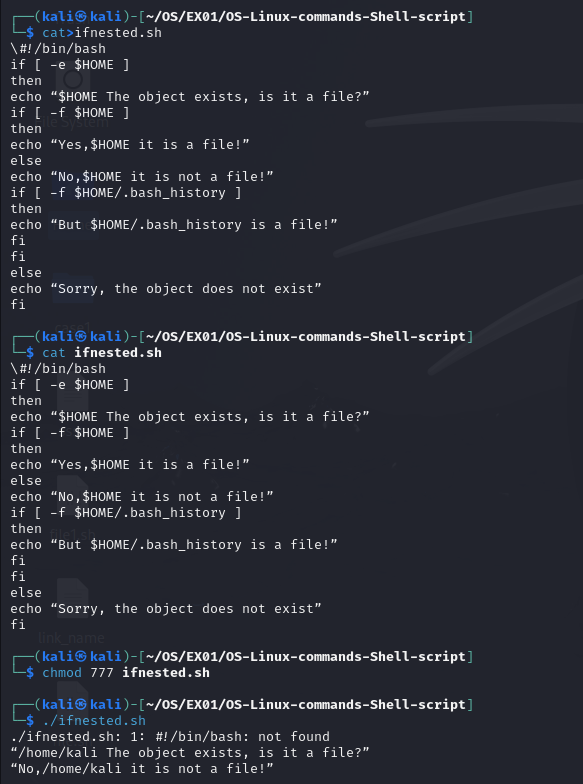 ┌──(kali㉿kali)-[~/OS/EX01/OS-Linux-commands-Shell-script]
└─$ cat>ifnested.sh
\#!/bin/bash
if [ -e $HOME ]
then
echo “$HOME The object exists, is it a file?”
if [ -f $HOME ]
then
echo “Yes,$HOME it is a file!”
else
echo “No,$HOME it is not a file!”
if [ -f $HOME/.bash_history ]
then
echo “But $HOME/.bash_history is a file!”
fi
fi
else
echo “Sorry, the object does not exist”
fi
┌──(kali㉿kali)-[~/OS/EX01/OS-Linux-commands-Shell-script]
└─$ cat ifnested.sh
\#!/bin/bash
if [ -e $HOME ]
then
echo “$HOME The object exists, is it a file?”
if [ -f $HOME ]
then
echo “Yes,$HOME it is a file!”
else
echo “No,$HOME it is not a file!”
if [ -f $HOME/.bash_history ]
then
echo “But $HOME/.bash_history is a file!”
fi
fi
else
echo “Sorry, the object does not exist”
fi
link_name
┌──(kali㉿kali)-[~/OS/EX01/OS-Linux-commands-Shell-script]
└─$ chmod 777 ifnested.sh
┌──(kali㉿kali)-[~/OS/EX01/OS-Linux-commands-Shell-script]
└─$ ./ifnested.sh
./ifnested.sh: 1: #!/bin/bash: not found
“/home/kali The object exists, is it a file?”
“No,/home/kali it is not a file!”